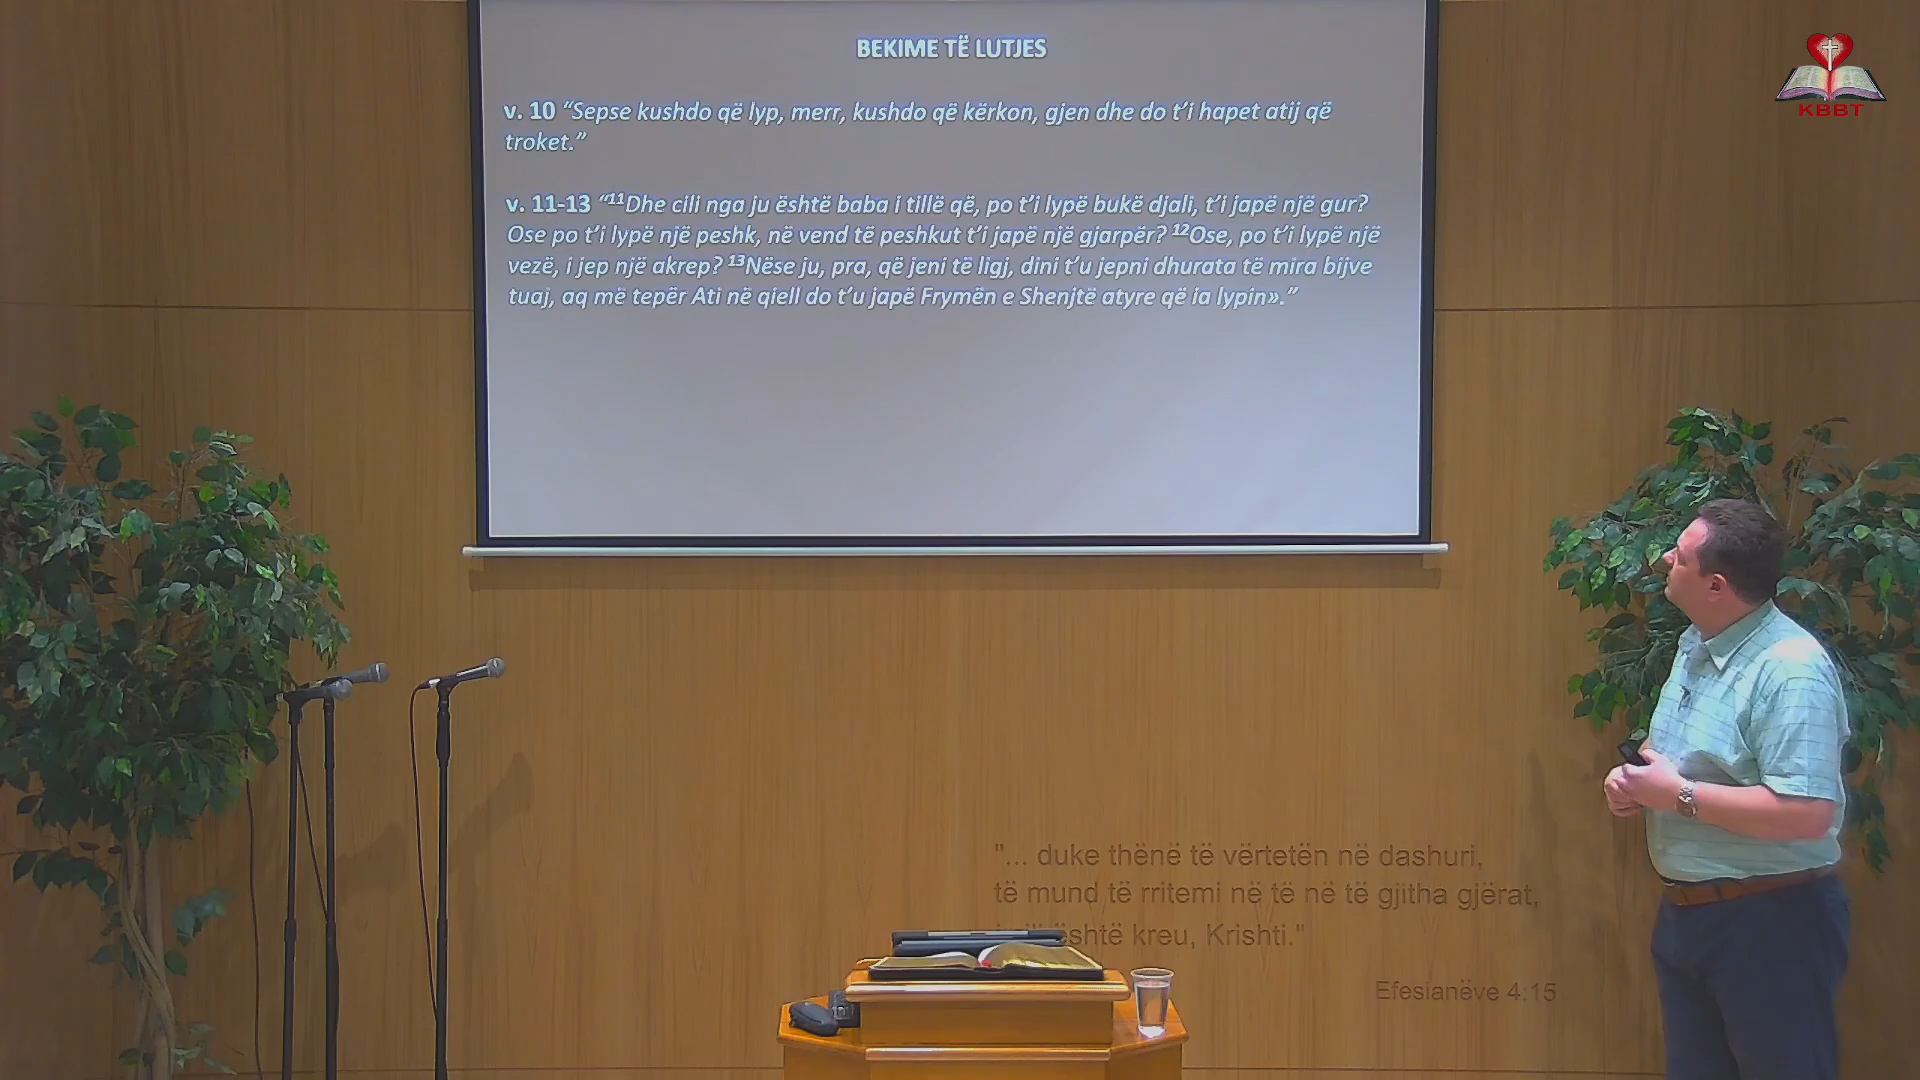 BEKIME TË LUTJES
v. 10 “Sepse kushdo që lyp, merr, kushdo që kërkon, gjen dhe do t’i hapet atij që
troket.”
v. 11-13 “¹¹Dhe cili nga ju është baba i tillë që, po t’i lypë bukë djali, t’i japë një gur?
Ose po t’i lypë një peshk, në vend të peshkut t’i japë një gjarpër? ¹²Ose, po t’i lypë një
vezë, i jep një akrep? ¹³Nëse ju, pra, që jeni të ligj, dini t’u jepni dhurata të mira bijve
tuaj, aq më tepër Ati në qiell do t’u japë Frymën e Shenjtë atyre që ia lypin».”
KBBT
"... duke thënë të vërtetën në dashuri,
të mund të rritemi në të në të gjitha gjërat,
është kreu, Krishti."
Efesianëve 4:15